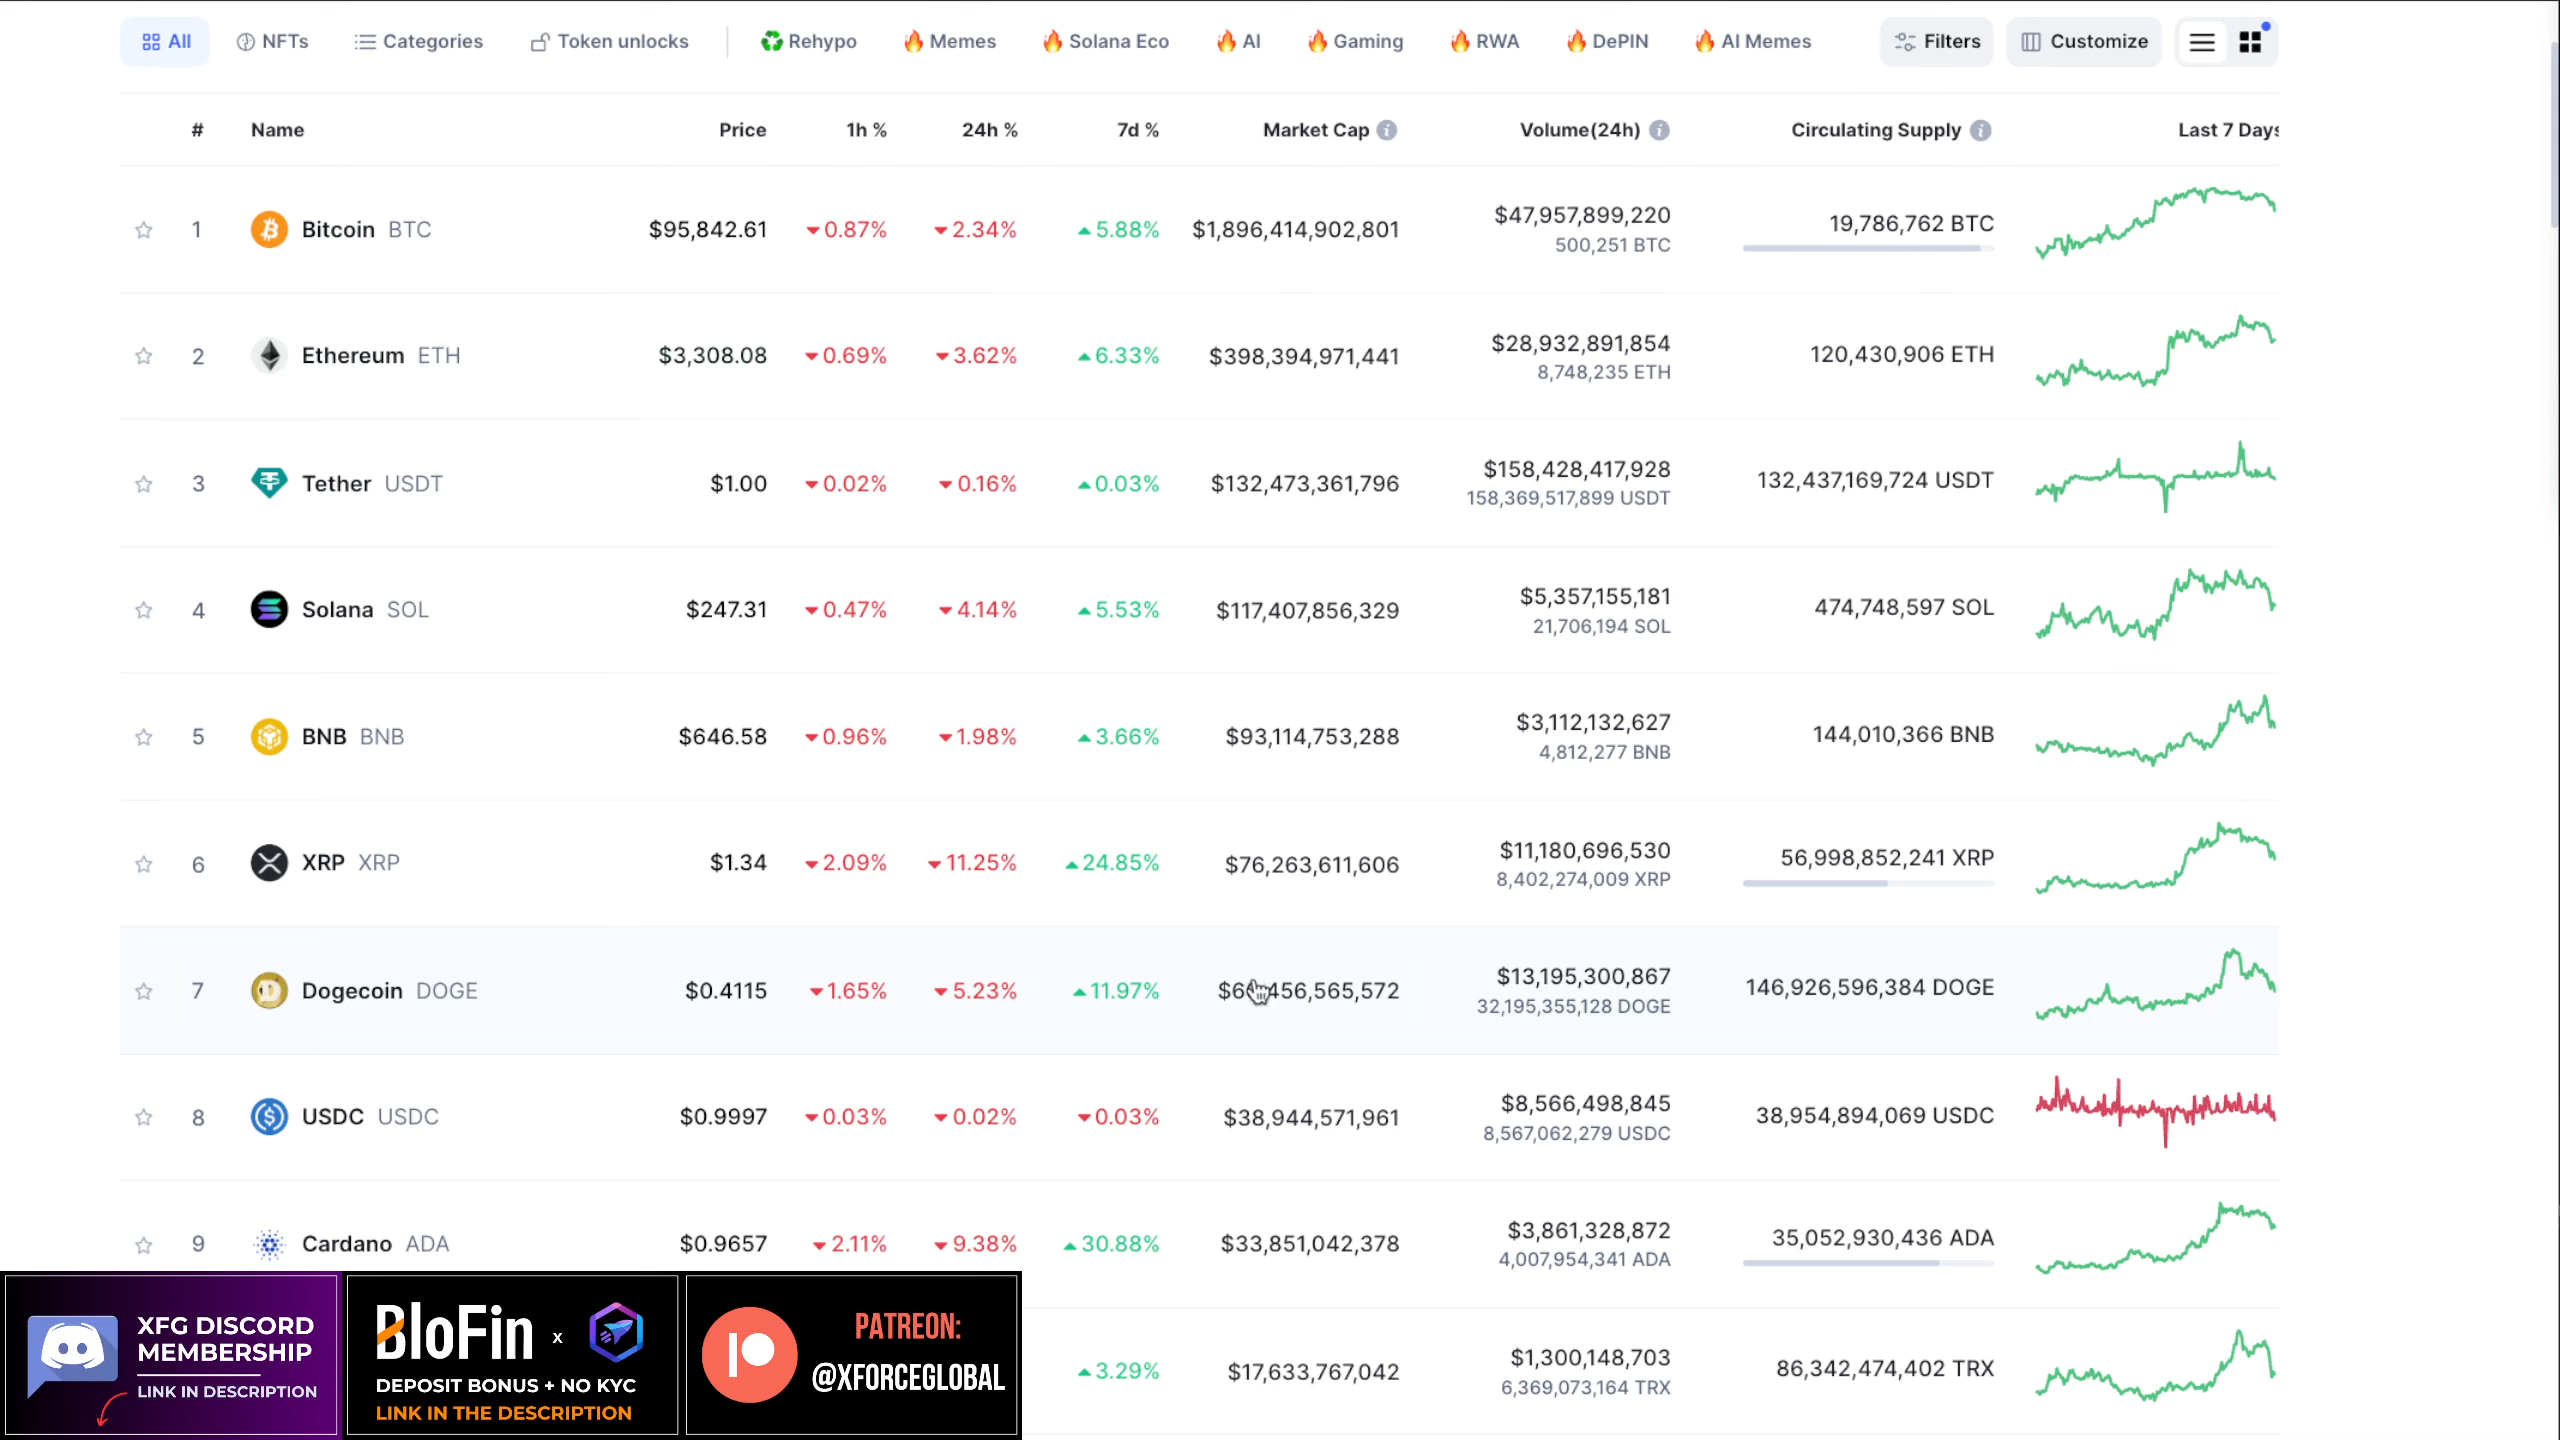 All NFTs Categories Token unlocks Rehypo Memes Solana Eco AI Gaming RWA DePIN AI Memes Filters Customize
# Name Price 1h % 24h % 7d % Market Cap Volume(24h) Circulating Supply Last 7 Days
1 Bitcoin BTC $95,842.61 0.87% 2.34% 5.88% $1,896,414,902,801 $47,957,899,220 19,786,762 BTC
500,251 BTC
2 Ethereum ETH $3,308.08 0.69% 3.62% 6.33% $398,394,971,441 $28,932,891,854 120,430,906 ETH
8,748,235 ETH
3 Tether USDT $1.00 0.02% 0.16% 0.03% $132,473,361,796 $158,428,417,928 132,437,169,724 USDT
158,369,517,899 USDT
4 Solana SOL $247.31 0.47% 4.14% 5.53% $117,407,856,329 $5,357,155,181 474,748,597 SOL
21,706,194 SOL
5 BNB BNB $646.58 0.96% 1.98% 3.66% $93,114,753,288 $3,112,132,627 144,010,366 BNB
4,812,277 BNB
6 XRP XRP $1.34 2.09% 11.25% 24.85% $76,263,611,606 $11,180,696,530 56,998,852,241 XRP
8,402,274,009 XRP
7 Dogecoin DOGE $0.4115 1.65% 5.23% 11.97% $13,195,300,867 146,926,596,384 DOGE
32,195,355,128 DOGE
8 USDC USDC $0.9997 0.03% 0.02% 0.03% $38,944,571,961 $8,566,498,845 38,954,894,069 USDC
8,567,062,279 USDC
9 Cardano ADA $0.9657 2.11% 9.38% 30.88% $33,851,042,378 $3,861,328,872 35,052,930,436 ADA
4,007,954,341 ADA
3.29% $17,633,767,042 $1,300,148,703 86,342,474,402 TRX
6,369,073,164 TRX
XFG DISCORD
MEMBERSHIP
LINK IN DESCRIPTION
BloFin x
DEPOSIT BONUS + NO KYC
LINK IN THE DESCRIPTION
PATREON:
@XFORCEGLOBAL